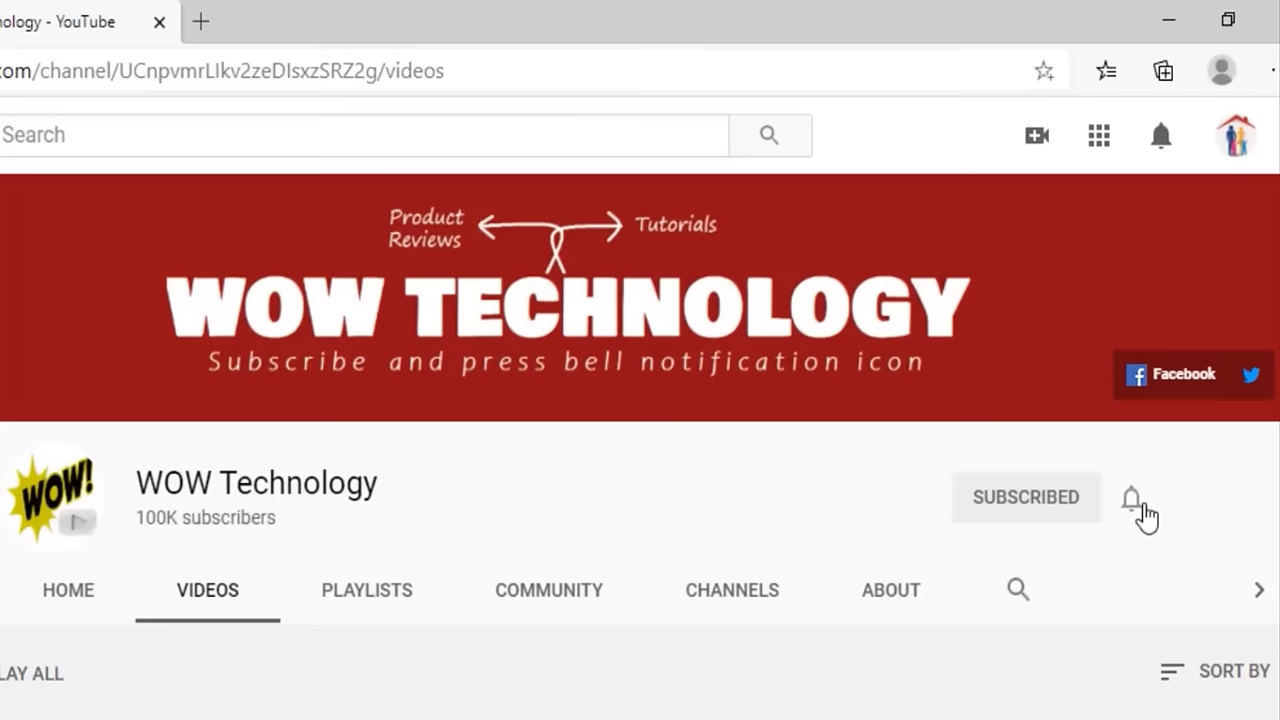 nology - YouTube
com/channel/UCnpvmrLIkv2zeDIsxzSRZ2g/videos
Search
Product
Reviews
Tutorials
WOW TECHNOLOGY
Subscribe and press bell notification icon
Facebook
WOW!
WOW Technology
100K subscribers
SUBSCRIBED
HOME VIDEOS PLAYLISTS COMMUNITY CHANNELS ABOUT
LAY ALL
SORT BY